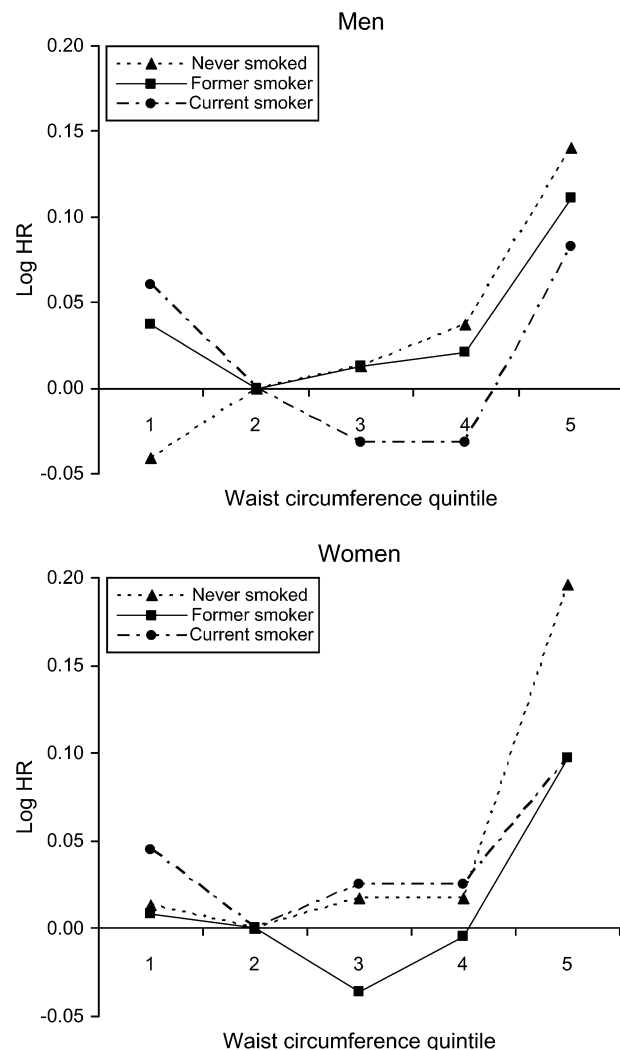 Men
0.20
Never smoked
Former smoker
Current smoker
0.15
0.10
0.05
0.00
-0.05
Log HR
1 2 3 4 5
Waist circumference quintile
Women
0.20
Never smoked
Former smoker
Current smoker
0.15
0.10
0.05
0.00
-0.05
Log HR
1 2 3 4 5
Waist circumference quintile